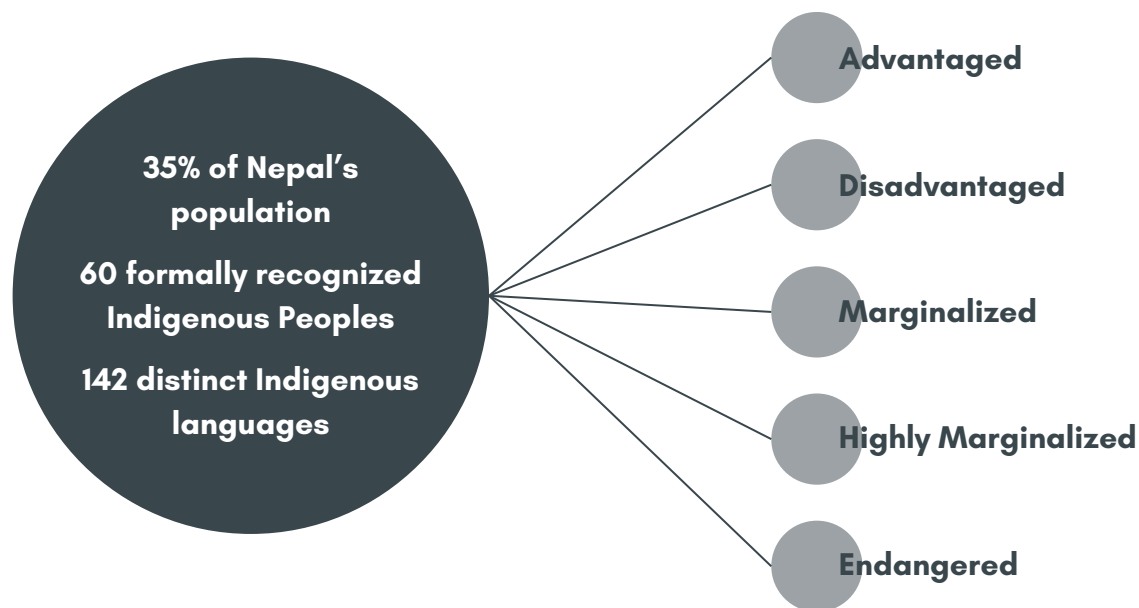 35% of Nepal’s
population
60 formally recognized
Indigenous Peoples
142 distinct Indigenous
languages
Advantaged
Disadvantaged
Marginalized
Highly Marginalized
Endangered